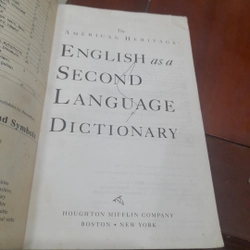 The
AMERICAN HERITAGE
ENGLISH as a
SECOND
LANGUAGE
DICTIONARY
HOUGHTON MIFFLIN COMPANY
BOSTON • NEW YORK